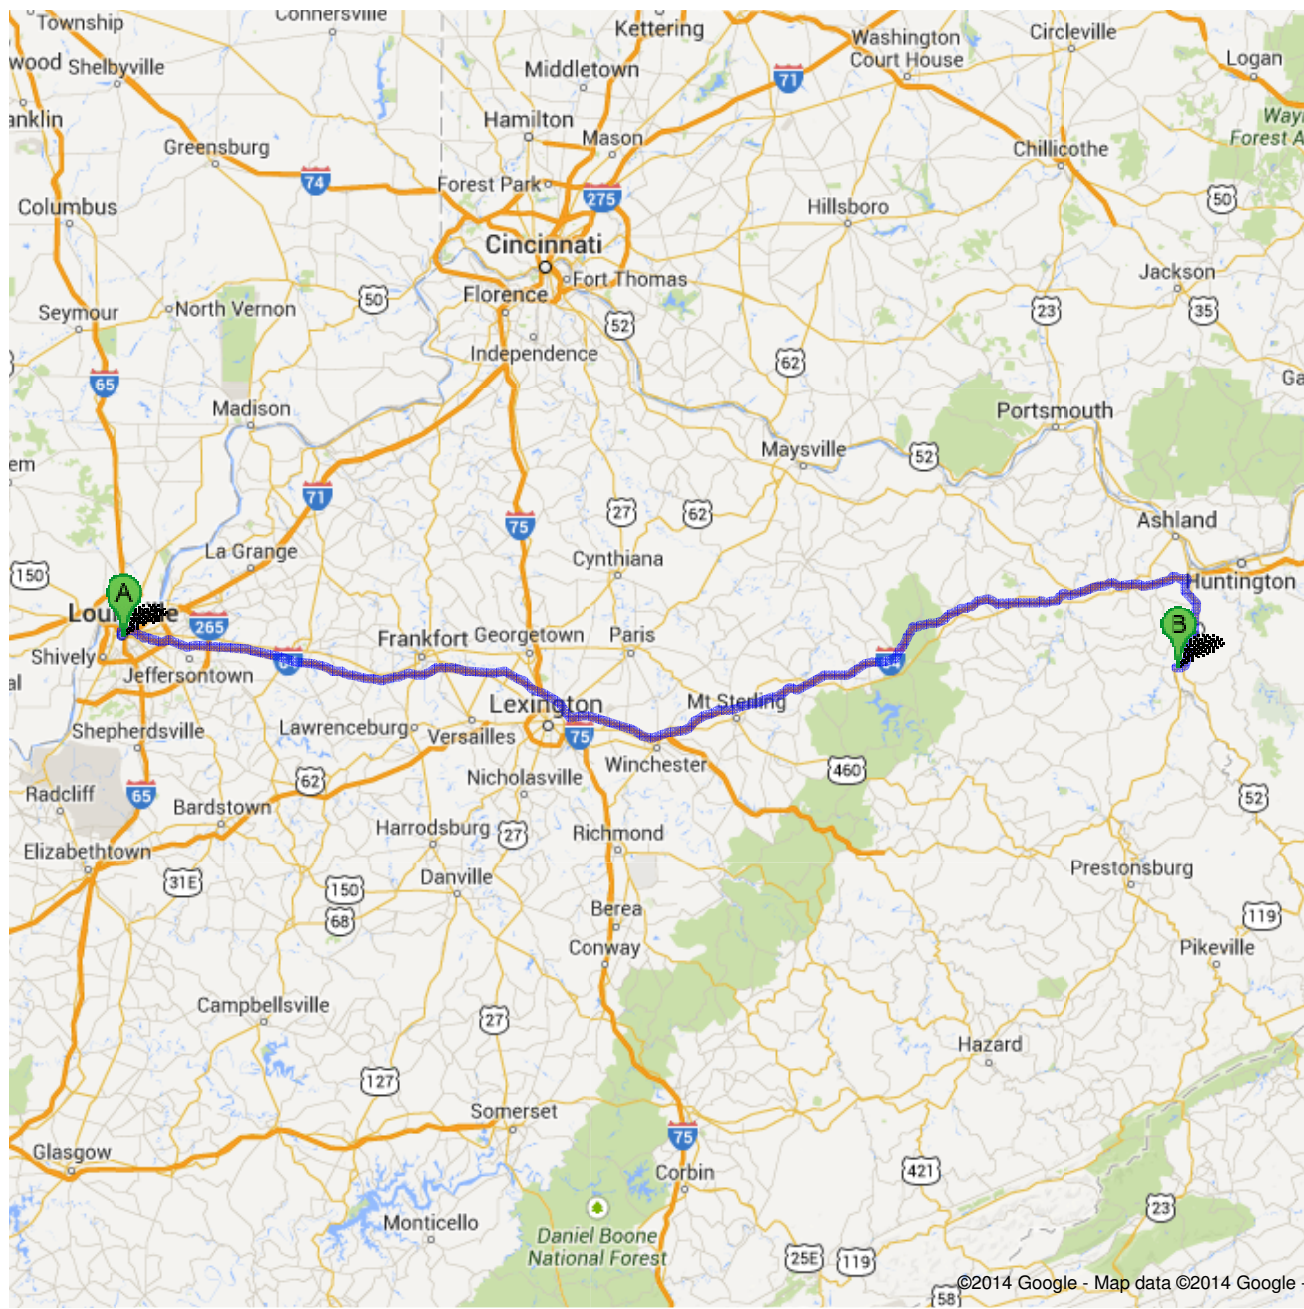 Connersville
Township
Kettering
Circleville
Washington
Court House
wood
Shelbyville
Middletown
Logan
71
anklin
Hamilton
Mason
Way
Forest A
Greensburg
Chillicothe
74
Forest Park
275
50
Columbus
Hillsboro
Cincinnati
Fort Thomas
Jackson
Florence
50
North Vernon
Seymour
52
23
35
Independence
62
65
Ga
Madison
Portsmouth
Maysville
52
em
71
27
62
75
Ashland
La Grange
Cynthiana
150
Huntington
A
Lou
e
265
B
Frankfort
Georgetown
Paris
Shively
al
Jeffersontown
Lexington
Mt Sterling
Shepherdsville
Lawrenceburg
Versailles
75
Winchester
460
Nicholasville
62
Radcliff
65
Bardstown
52
Harrodsburg
27
Richmond
Elizabethtown
Prestonsburg
31E
150
Danville
68
Berea
119
Conway
Pikeville
Campbellsville
27
Hazard
127
Somerset
75
Glasgow
Corbin
421
23
Monticello
Daniel Boone
National Forest
25E
119
58
©2014 Google - Map data ©2014 Google -